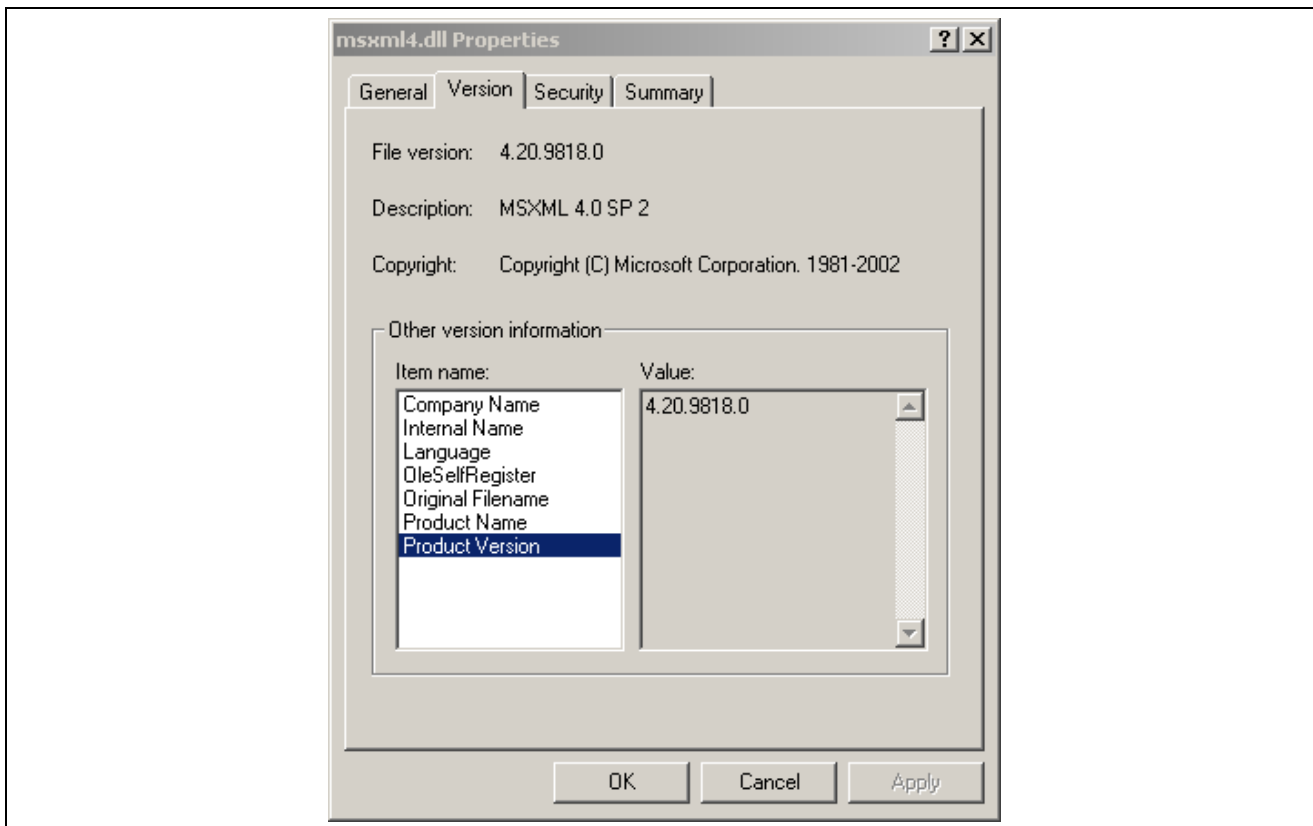 msxml4.dll Properties
General Version Security Summary
File version: 4.20.9818.0
Description: MSXML 4.0 SP 2
Copyright: Copyright (C) Microsoft Corporation. 1981-2002
Other version information
Item name: Value:
Company Name 4.20.9818.0
Internal Name
Language
OleSelfRegister
Original Filename
Product Name
Product Version
OK Cancel Apply